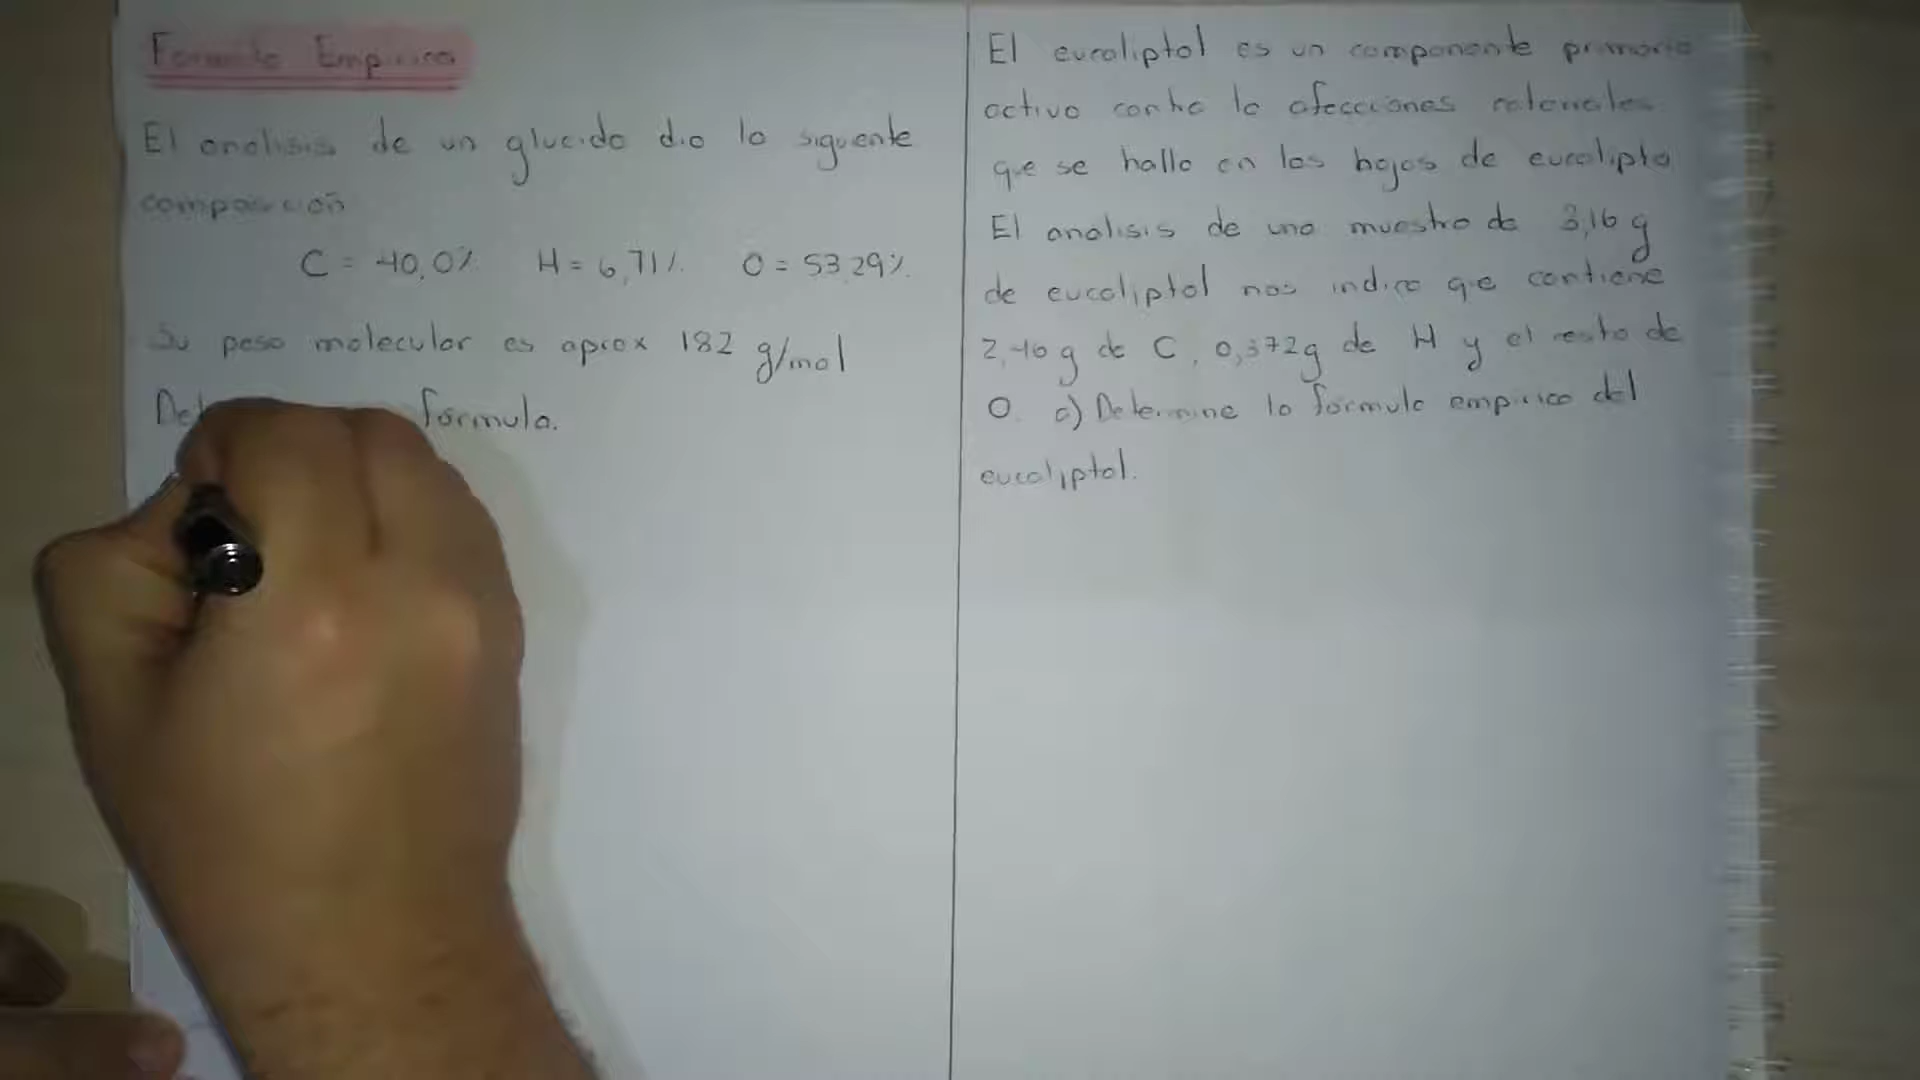 Formula Empirica
El analisis de un glucido dio la siguente
composición
C = 40,0% H = 6,71% O = 53,29%
Su peso molecular es aprox 182 g/mol
formula.
El eucaliptol es un componente primario
activo contra la afecciones
que se halla en las hojas de eucalipto
El analisis de una muestra de 3,16 g
de eucaliptol nos indica que contiene
2,46 g de C, 0,372g de H y el resto de
O. a) Determine la formula empirica del
eucaliptol.